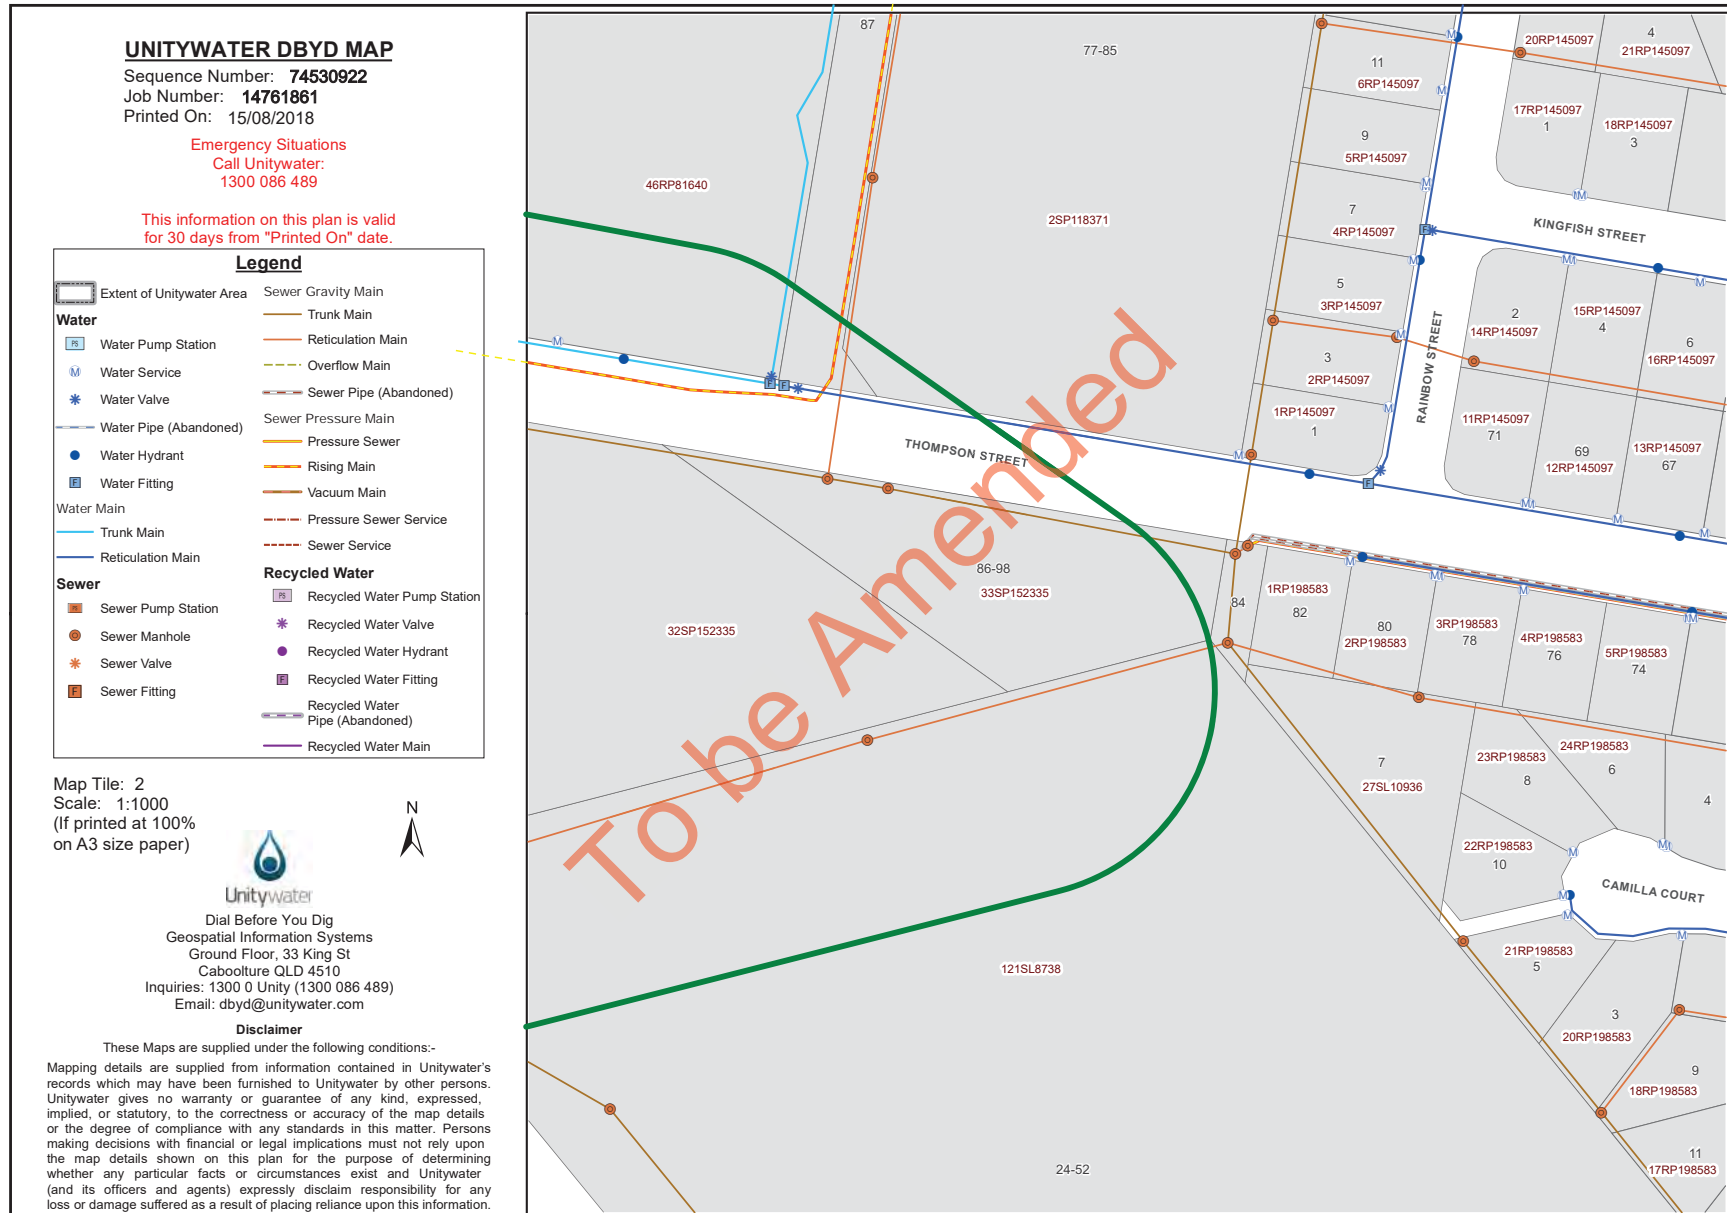 UNITYWATER DBYD MAP
Sequence Number: 74530922
Job Number: 14761861
Printed On: 15/08/2018
Emergency Situations
Call Unitywater:
1300 086 489
This information on this plan is valid
for 30 days from "Printed On" date.
Legend
Extent of Unitywater Area
Water
PS Water Pump Station
M Water Service
Water Valve
Water Pipe (Abandoned)
Water Hydrant
F Water Fitting
Water Main
Trunk Main
Reticulation Main
Sewer
PS Sewer Pump Station
Sewer Manhole
Sewer Valve
F Sewer Fitting
Sewer Gravity Main
Trunk Main
Reticulation Main
Overflow Main
Sewer Pipe (Abandoned)
Sewer Pressure Main
Pressure Sewer
Rising Main
Vacuum Main
Pressure Sewer Service
Sewer Service
Recycled Water
PS Recycled Water Pump Station
Recycled Water Valve
Recycled Water Hydrant
F Recycled Water Fitting
Recycled Water
Pipe (Abandoned)
Recycled Water Main
Map Tile: 2
Scale: 1:1000
(If printed at 100%
on A3 size paper)
N
Unitywater
Dial Before You Dig
Geospatial Information Systems
Ground Floor, 33 King St
Caboolture QLD 4510
Inquiries: 1300 0 Unity (1300 086 489)
Email: dbyd@unitywater.com
Disclaimer
These Maps are supplied under the following conditions:-
Mapping details are supplied from information contained in Unitywater's
records which may have been furnished to Unitywater by other persons.
Unitywater gives no warranty or guarantee of any kind, expressed,
implied, or statutory, to the correctness or accuracy of the map details
or the degree of compliance with any standards in this matter. Persons
making decisions with financial or legal implications must not rely upon
the map details shown on this plan for the purpose of determining
whether any particular facts or circumstances exist and Unitywater
(and its officers and agents) expressly disclaim responsibility for any
loss or damage suffered as a result of placing reliance upon this information.
87
77-85
46RP81640
2SP118371
11
6RP145097
9
5RP145097
7
4RP145097
5
3RP145097
3
2RP145097
1RP145097
1
20RP145097
4
21RP145097
17RP145097
1
18RP145097
3
KINGFISH STREET
RAINBOW STREET
2
14RP145097
15RP145097
4
6
16RP145097
11RP145097
71
69
12RP145097
13RP145097
67
THOMPSON STREET
To be Amended
86-98
33SP152335
32SP152335
84
1RP198583
82
80
2RP198583
3RP198583
78
4RP198583
76
5RP198583
74
7
27SL10936
23RP198583
8
24RP198583
6
4
22RP198583
10
CAMILLA COURT
21RP198583
5
3
20RP198583
9
18RP198583
11
17RP198583
121SL8738
24-52